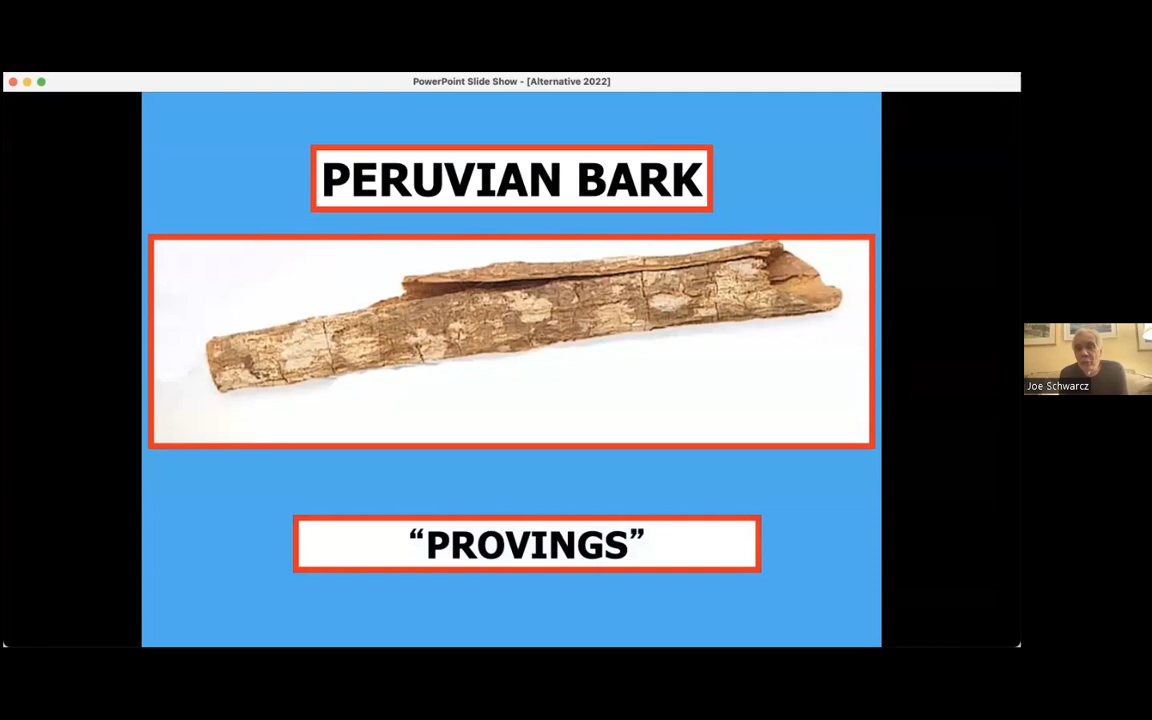 PowerPoint Slide Show - [Alternative 2022]
PERUVIAN BARK
Joe Schwarcz
“PROVINGS”